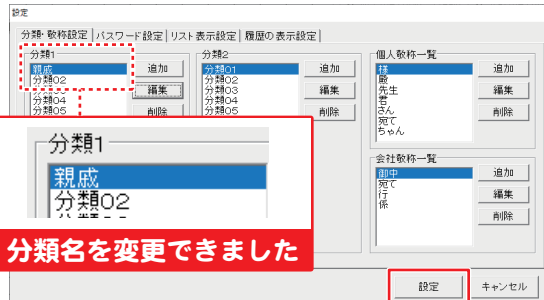 設定
分類・敬称設定 パスワード設定 リスト表示設定 履歴の表示設定
分類1
親戚
分類02
分類04
分類05
追加
編集
削除
分類2
分類01
分類02
分類03
分類04
分類05
追加
編集
削除
個人敬称一覧
様
殿
先生
君
さん
宛て
ちゃん
追加
編集
削除
会社敬称一覧
御中
宛て
行
係
追加
編集
削除
分類1
親戚
分類02
分類名を変更できました
設定
キャンセル